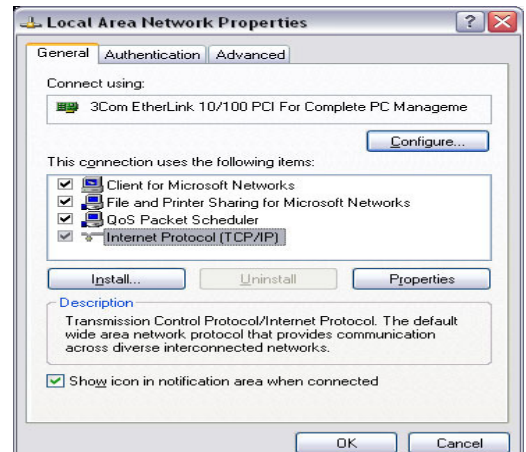 Local Area Network Properties
General Authentication Advanced
Connect using:
3Com EtherLink 10/100 PCI For Complete PC Manageme
Configure...
This connection uses the following items:
Client for Microsoft Networks
File and Printer Sharing for Microsoft Networks
QoS Packet Scheduler
Internet Protocol (TCP/IP)
Install... Uninstall Properties
Description
Transmission Control Protocol/Internet Protocol. The default
wide area network protocol that provides communication
across diverse interconnected networks.
Show icon in notification area when connected
OK Cancel